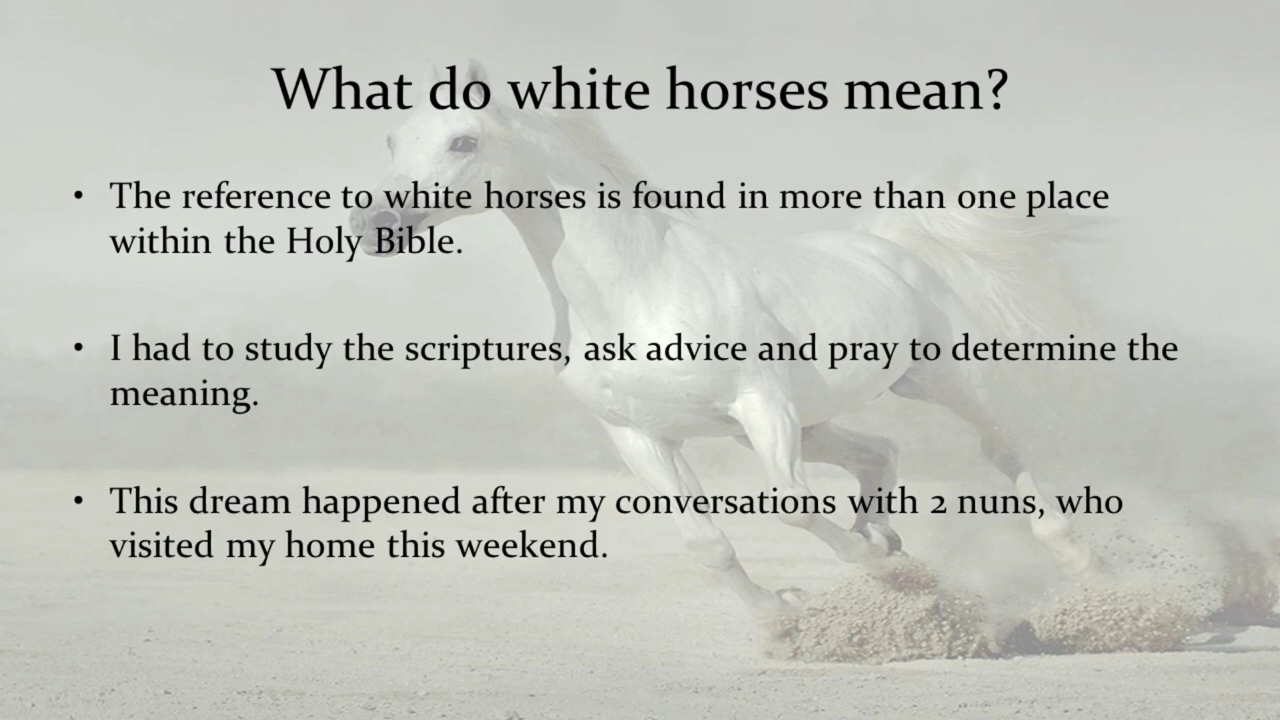 What do white horses mean?
• The reference to white horses is found in more than one place
within the Holy Bible.
• I had to study the scriptures, ask advice and pray to determine the
meaning.
• This dream happened after my conversations with 2 nuns, who
visited my home this weekend.